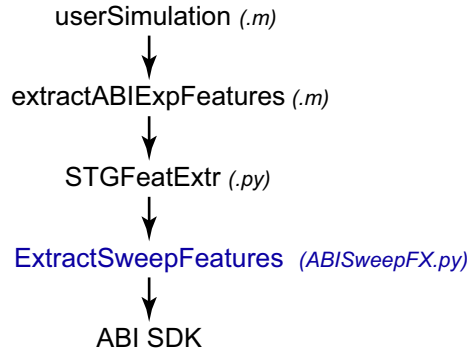 userSimulation (.m)
extractABIExpFeatures (.m)
STGFeatExtr (.py)
ExtractSweepFeatures (ABISweepFX.py)
ABI SDK